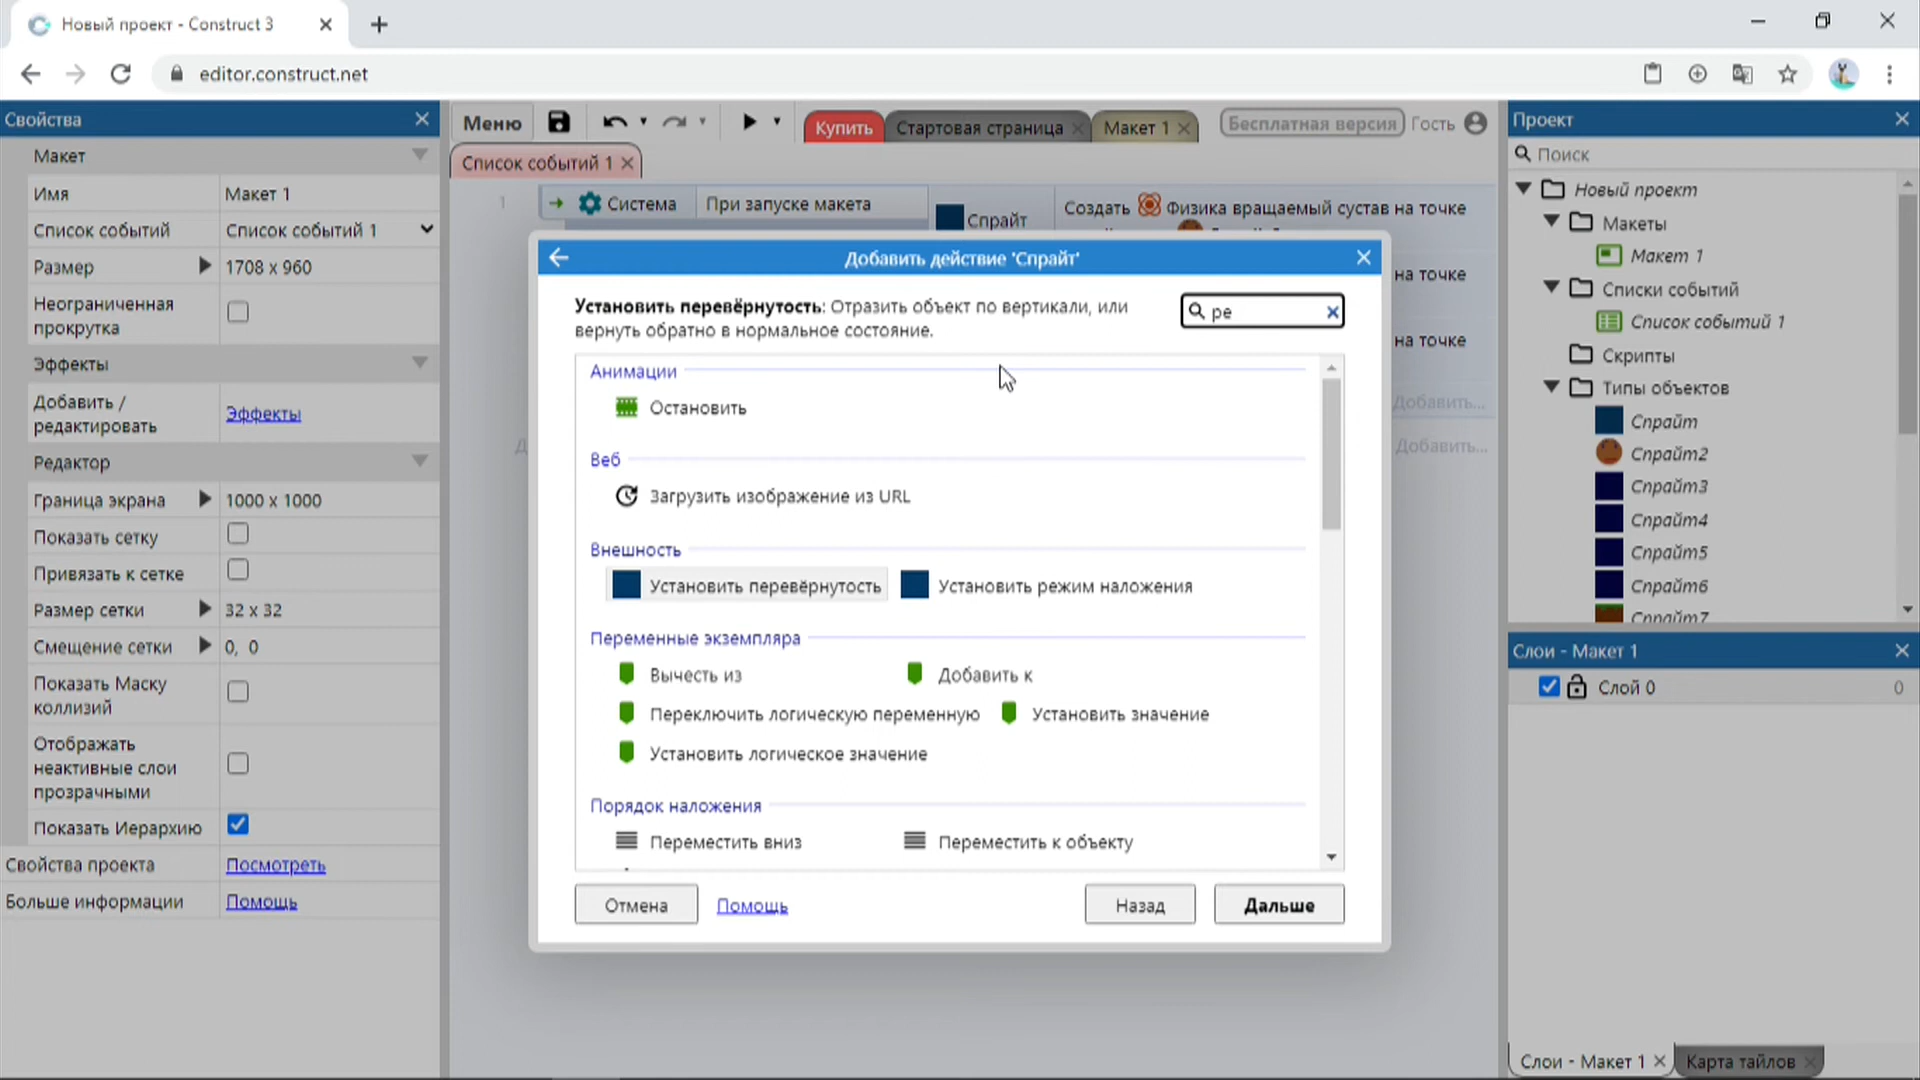 Новый проект - Construct 3
editor.construct.net
Свойства
Макет
Имя Макет 1
Список событий Список событий 1
Размер 1708 x 960
Неограниченная
прокрутка
Эффекты
Добавить /
редактировать Эффекты
Редактор
Граница экрана 1000 x 1000
Показать сетку
Привязать к сетке
Размер сетки 32 x 32
Смещение сетки 0, 0
Показать Маску
коллизий
Отображать
неактивные слои
прозрачными
Показать Иерархию
Свойства проекта Посмотреть
Больше информации Помощь
Меню Купить Стартовая страница Макет 1 Бесплатная версия Гость
Список событий 1
1 Система При запуске макета Спрайт Создать Физика вращаемый сустав на точке
на точке
на точке
Добавить...
Добавить...
Добавить действие 'Спрайт'
Установить перевёрнутость: Отразить объект по вертикали, или
вернуть обратно в нормальное состояние.
ре
Анимации
Остановить
Веб
Загрузить изображение из URL
Внешность
Установить перевёрнутость Установить режим наложения
Переменные экземпляра
Вычесть из Добавить к
Переключить логическую переменную Установить значение
Установить логическое значение
Порядок наложения
Переместить вниз Переместить к объекту
Отмена Помощь Назад Дальше
Проект
Поиск
Новый проект
Макеты
Макет 1
Списки событий
Список событий 1
Скрипты
Типы объектов
Спрайт
Спрайт2
Спрайт3
Спрайт4
Спрайт5
Спрайт6
Спрайт7
Слои - Макет 1
Слой 0 0
Слои - Макет 1 Карта тайлов